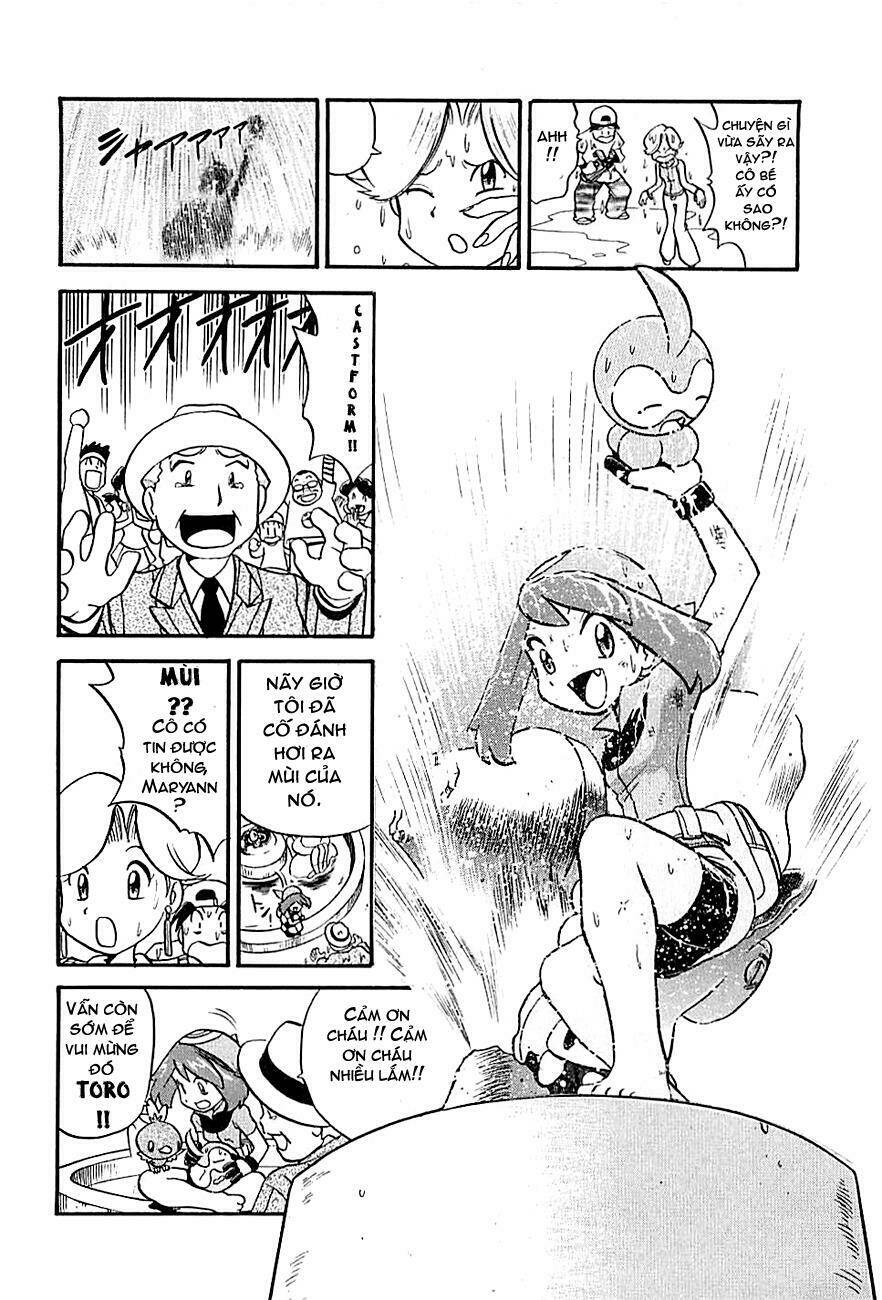 CHUYỆN GÌ
VỪA SÃY RA
VẬY?!
CÔ BÉ
ẤY CÓ
SAO
KHÔNG?!
AHH
!!
シャアアアア
CASTFORM!!
オオオオオ
NÃY GIỜ
TÔI ĐÃ
CỐ ĐÁNH
HƠI RA
MÙI CỦA
NÓ.
MÙI
??
CÔ CÓ
TIN ĐƯỢC
KHÔNG,
MARYANN
?
CẢM ƠN
CHÁU !! CẢM
ƠN CHÁU
NHIỀU LẮM!!
VẪN CÒN
SỚM ĐỂ
VUI MỪNG
ĐÓ
TORO
!!